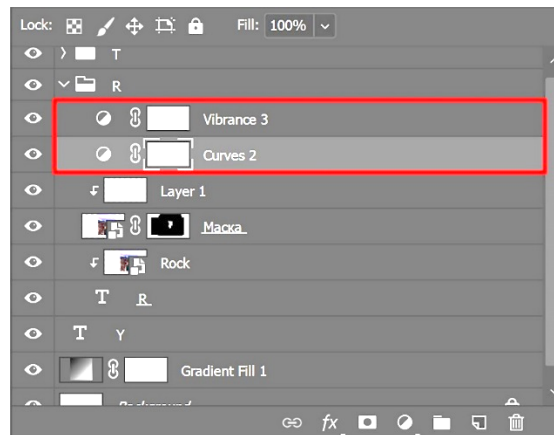 Lock: Fill: 100%
T
R
Vibrance 3
Curves 2
Layer 1
Маска
Rock
T R
T Y
Gradient Fill 1
fx